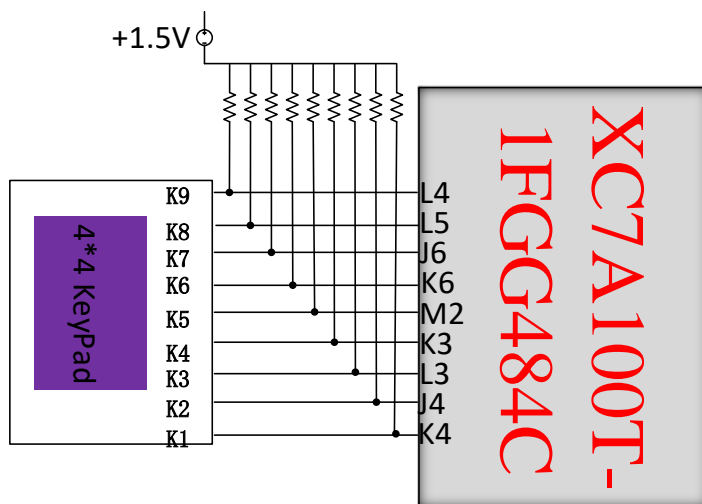 +1.5V
XC7A100T-
1FGG484C
4*4 KeyPad
K9
K8
K7
K6
K5
K4
K3
K2
K1
L4
L5
J6
K6
M2
K3
L3
J4
K4